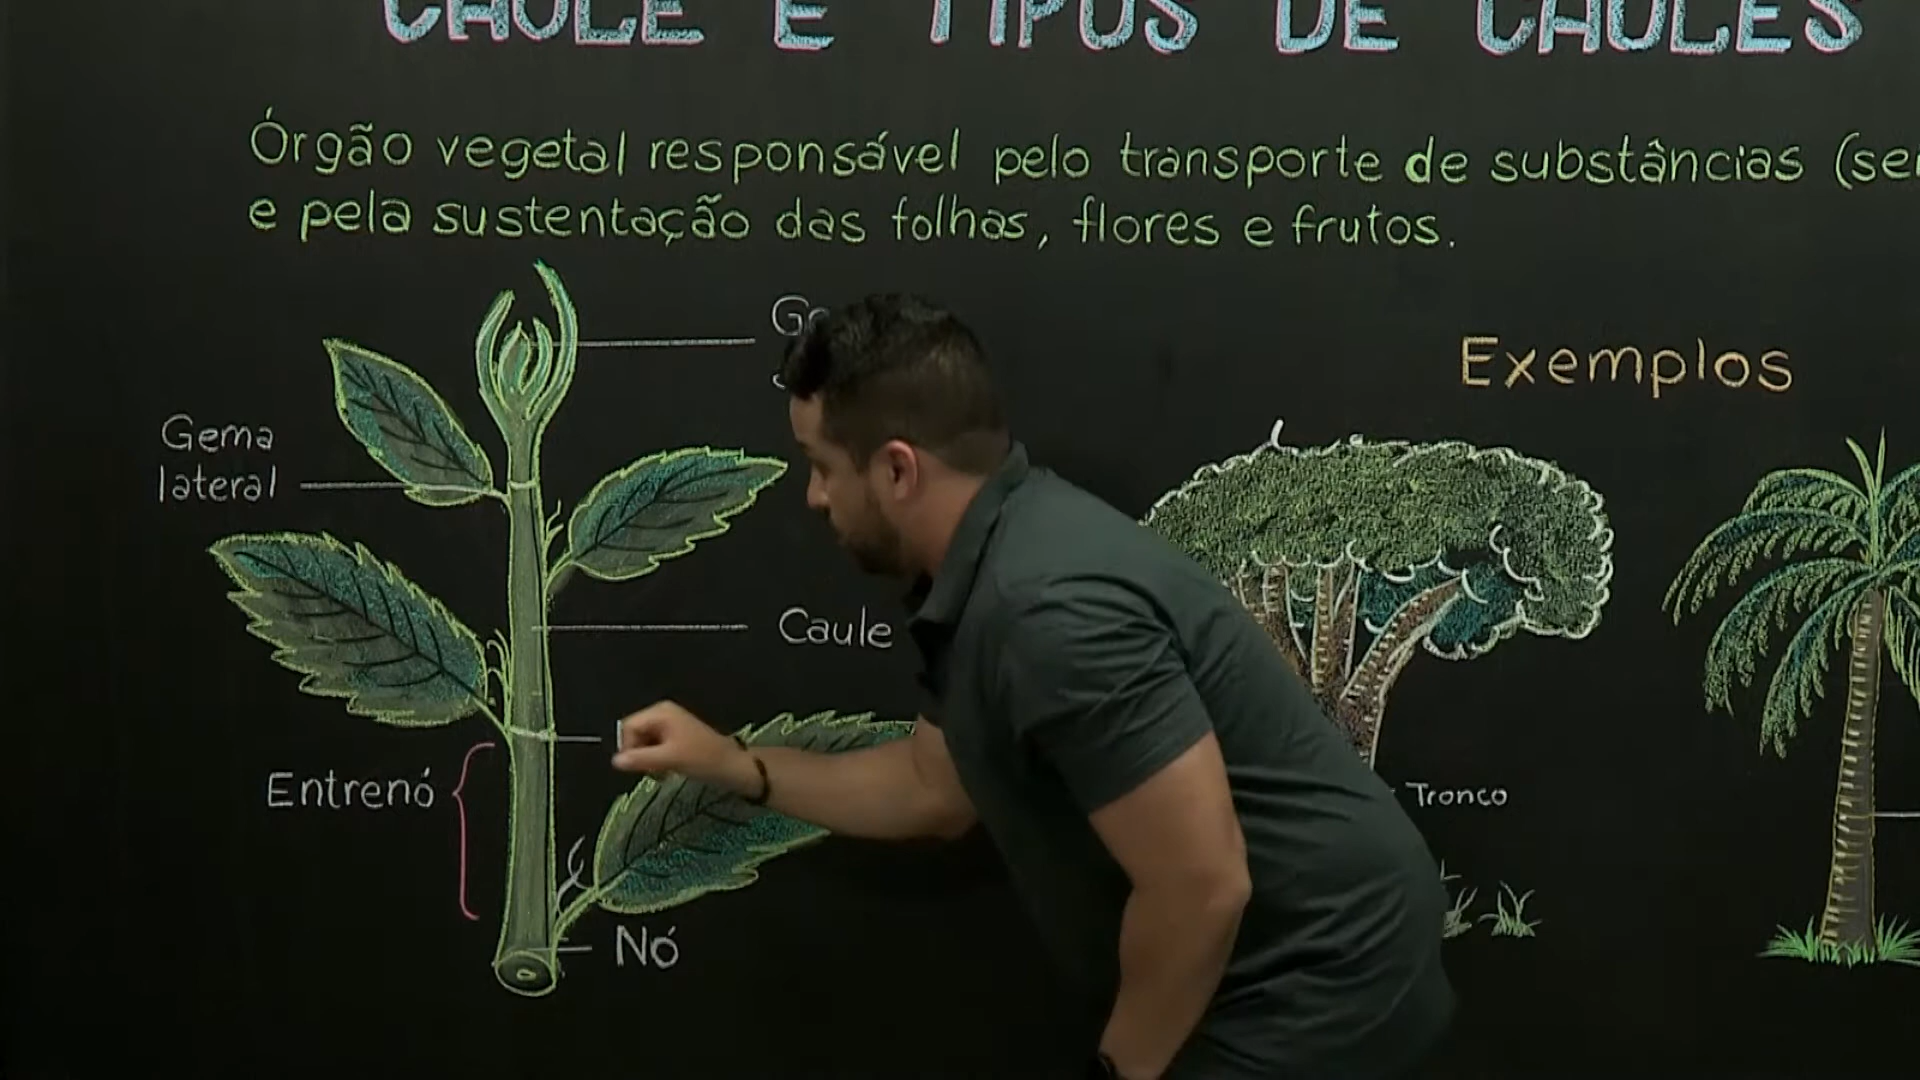 CAULE E TIPOS DE CAULES
Órgão vegetal responsável pelo transporte de substâncias
e pela sustentação das folhas, flores e frutos.
Exemplos
Gema
lateral
Caule
Entrenó
Tronco
Nó